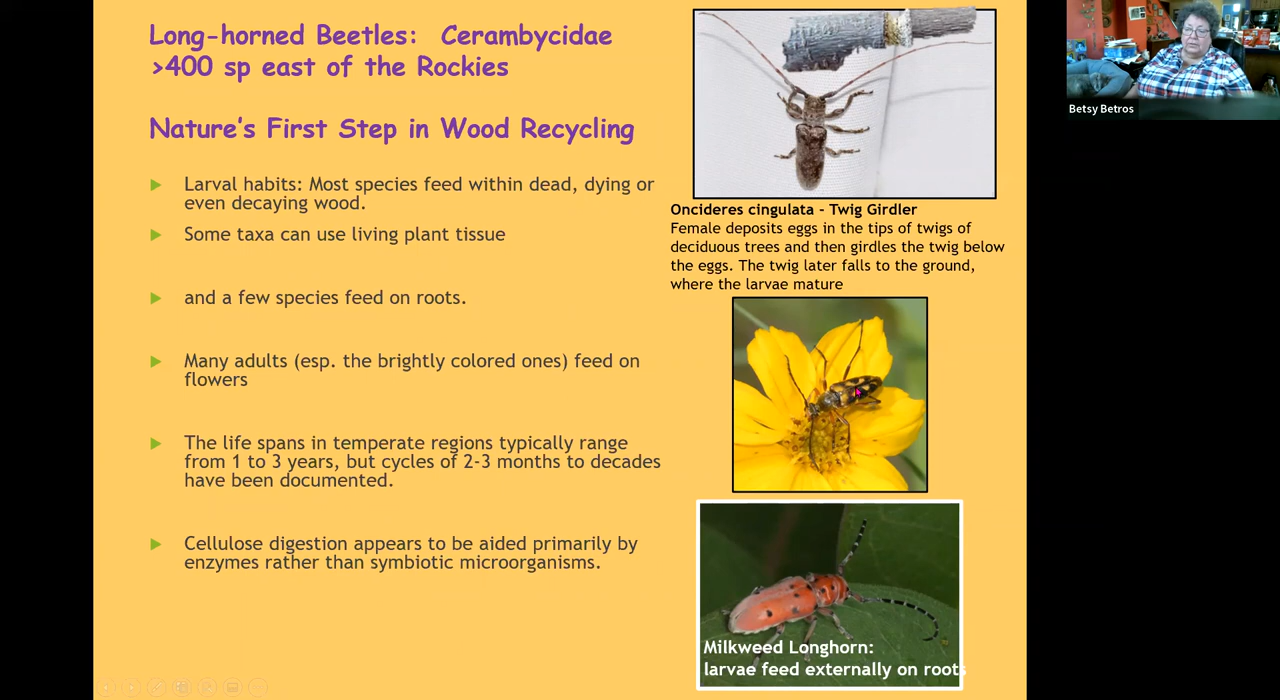 Long-horned Beetles:  Cerambycidae
>400 sp east of the Rockies
Nature's First Step in Wood Recycling
Larval habits: Most species feed within dead, dying or
even decaying wood.
Some taxa can use living plant tissue
and a few species feed on roots.
Many adults (esp. the brightly colored ones) feed on
flowers
The life spans in temperate regions typically range
from 1 to 3 years, but cycles of 2-3 months to decades
have been documented.
Cellulose digestion appears to be aided primarily by
enzymes rather than symbiotic microorganisms.
Oncideres cingulata - Twig Girdler
Female deposits eggs in the tips of twigs of
deciduous trees and then girdles the twig below
the eggs. The twig later falls to the ground,
where the larvae mature
Milkweed Longhorn:
larvae feed externally on roots
Betsy Betros